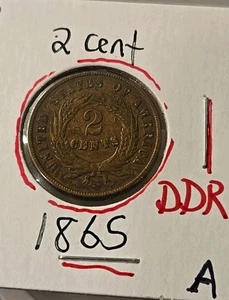 2 cent
UNITED STATES OF AMERICA
2
CENTS
DDR
1865
A